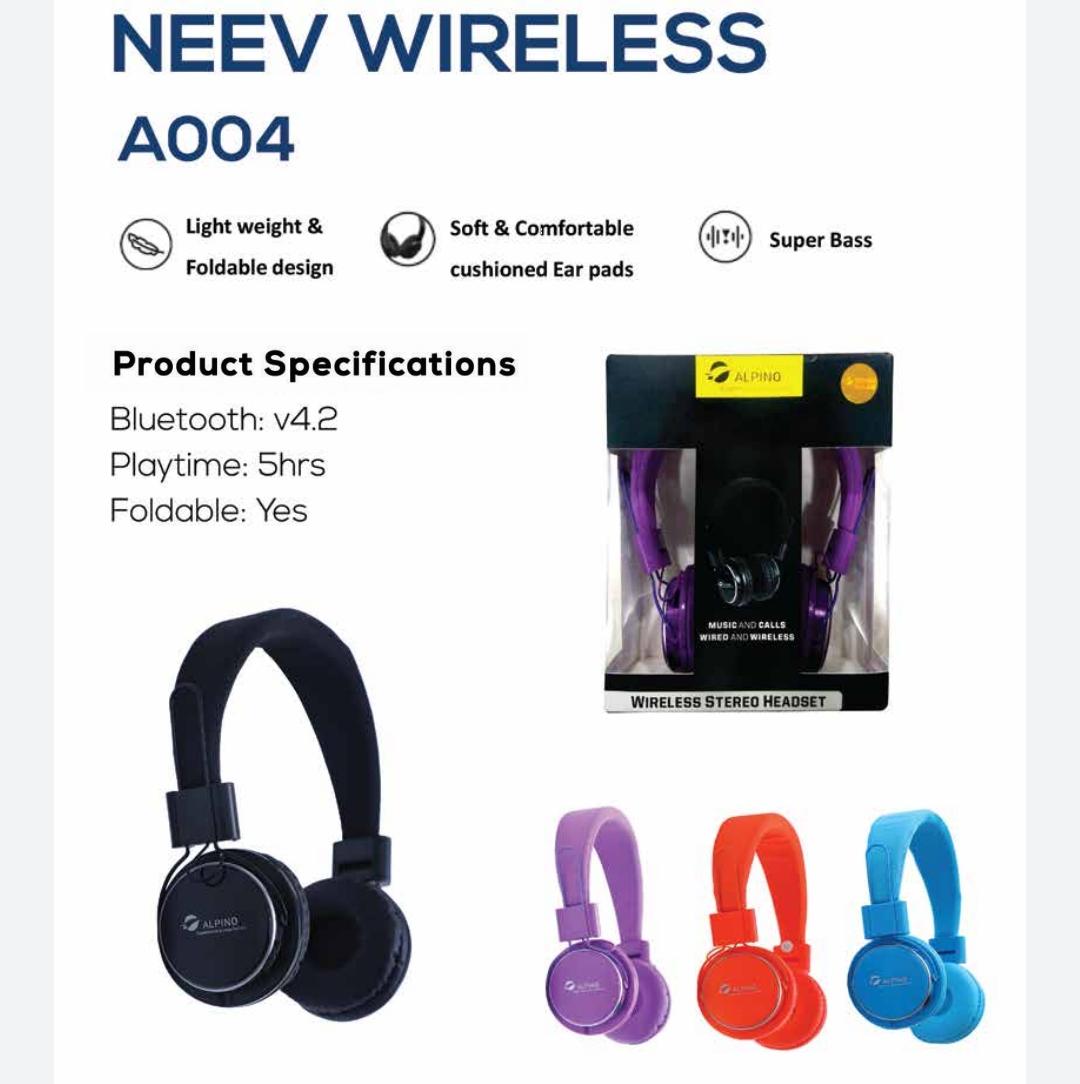 NEEV WIRELESS
A004
Light weight &
Foldable design
Soft & Comfortable
cushioned Ear pads
Super Bass
Product Specifications
Bluetooth: v4.2
Playtime: 5hrs
Foldable: Yes
ALPINO
MUSIC AND CALLS
WIRED AND WIRELESS
WIRELESS STEREO HEADSET
ALPINO
ALPINO
ALPINO
ALPINO